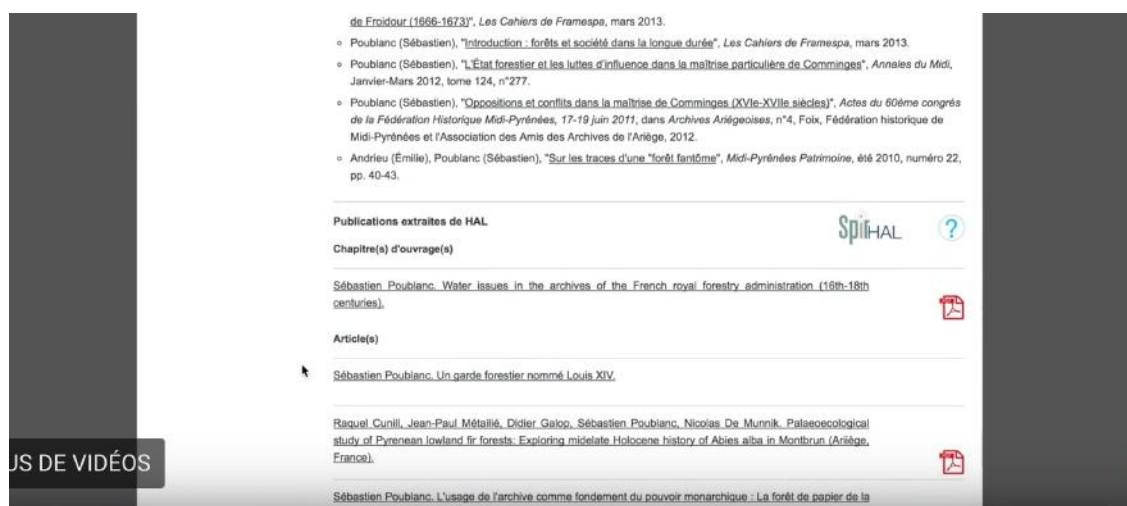 de Froidour (1666-1673)", Les Cahiers de Framespa, mars 2013.
Poublanc (Sébastien), "Introduction : forêts et société dans la longue durée", Les Cahiers de Framespa, mars 2013.
Poublanc (Sébastien), "L'État forestier et les luttes d'influence dans la maîtrise particulière de Comminges", Annales du Midi,
Janvier-Mars 2012, tome 124, n°277.
Poublanc (Sébastien), "Oppositions et conflits dans la maîtrise de Comminges (XVIe-XVIIe siècles)", Actes du 60ème congrès
de la Fédération Historique Midi-Pyrénées, 17-19 juin 2011, dans Archives Ariégeoises, n°4, Foix, Fédération historique de
Midi-Pyrénées et l'Association des Amis des Archives de l'Ariège, 2012.
Andrieu (Émilie), Poublanc (Sébastien), "Sur les traces d'une "forêt fantôme", Midi-Pyrénées Patrimoine, été 2010, numéro 22,
pp. 40-43.
Publications extraites de HAL
SpirHAL ?
Chapitre(s) d'ouvrage(s)
Sébastien Poublanc. Water issues in the archives of the French royal forestry administration (16th-18th
centuries).
Article(s)
Sébastien Poublanc. Un garde forestier nommé Louis XIV.
Raquel Cunill, Jean-Paul Métailié, Didier Galop, Sébastien Poublanc, Nicolas De Munnik. Palaeoecological
study of Pyrenean lowland fir forests: Exploring midelate Holocene history of Abies alba in Montbrun (Ariège,
France).
US DE VIDÉOS
Sébastien Poublanc. L'usage de l'archive comme fondement du pouvoir monarchique : La forêt de papier de la